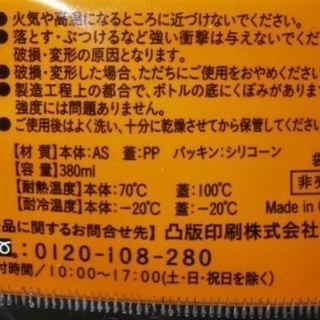 ●火気や高温になるところに近づけないでください。
●落とす・ぶつけるなど強い衝撃は与えないでくださ
破損・変形の原因となります。
●破損・変形した場合、ただちにご使用をおやめくださ
●製造工程上の都合で、ボトルの底にくぼみがありま
強度には問題ありません。
●ご使用後はよく洗い、十分に乾燥させてから保管してくださ
【材 質】本体:AS 蓋:PP パッキン:シリコーン
【容 量】380ml
【耐熱温度】本体:70℃ 蓋:100℃
非売
【耐冷温度】本体:-20℃ 蓋:-20℃
Made in C
品に関するお問合せ先】凸版印刷株式会社
0120-108-280
付時間/10:00~17:00(土・日・祝日を除く)